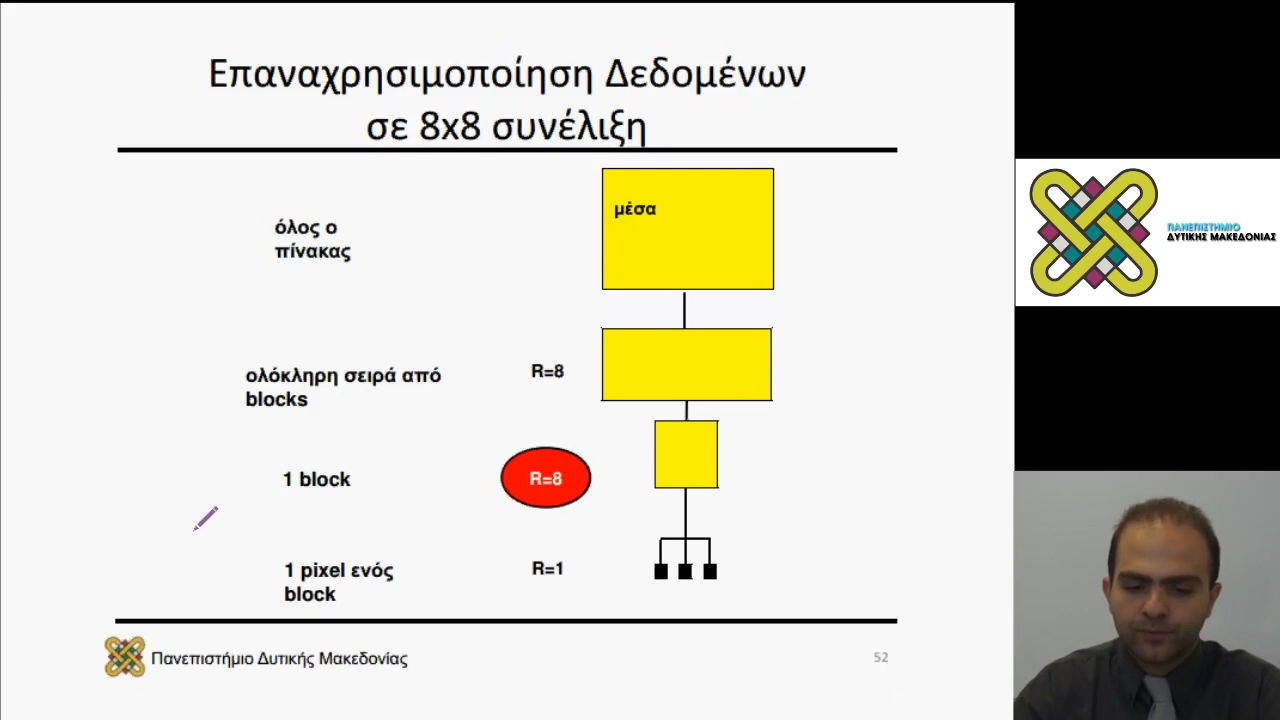 Επαναχρησιμοποίηση Δεδομένων
σε 8x8 συνέλιξη
όλος ο
πίνακας
μέσα
ολόκληρη σειρά από
blocks
R=8
1 block
R=8
1 pixel ενός
block
R=1
Πανεπιστήμιο Δυτικής Μακεδονίας
52
ΠΑΝΕΠΙΣΤΗΜΙΟ
ΔΥΤΙΚΗΣ ΜΑΚΕΔΟΝΙΑΣ